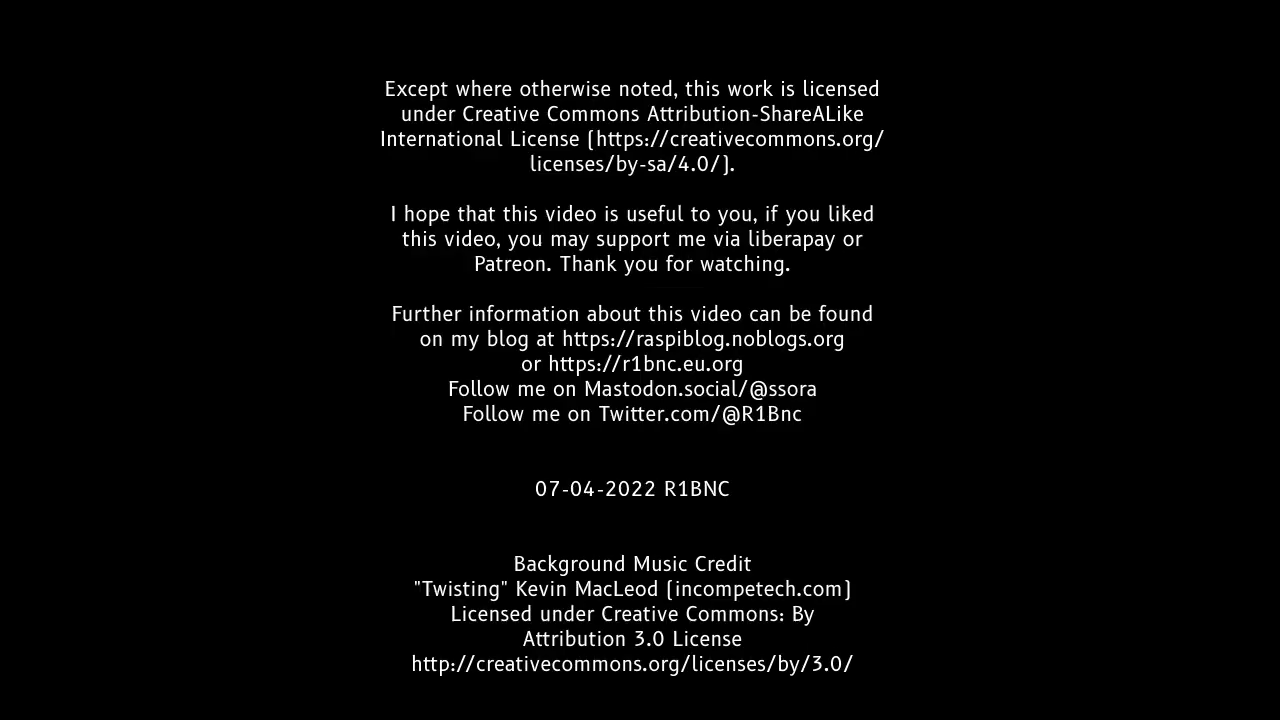 Except where otherwise noted, this work is licensed
under Creative Commons Attribution-ShareALike
International License (https://creativecommons.org/
licenses/by-sa/4.0/).
I hope that this video is useful to you, if you liked
this video, you may support me via liberapay or
Patreon. Thank you for watching.
Further information about this video can be found
on my blog at https://raspiblog.noblogs.org
or https://r1bnc.eu.org
Follow me on Mastodon.social/@ssora
Follow me on Twitter.com/@R1Bnc
07-04-2022 R1BNC
Background Music Credit
"Twisting" Kevin MacLeod (incompetech.com)
Licensed under Creative Commons: By
Attribution 3.0 License
http://creativecommons.org/licenses/by/3.0/